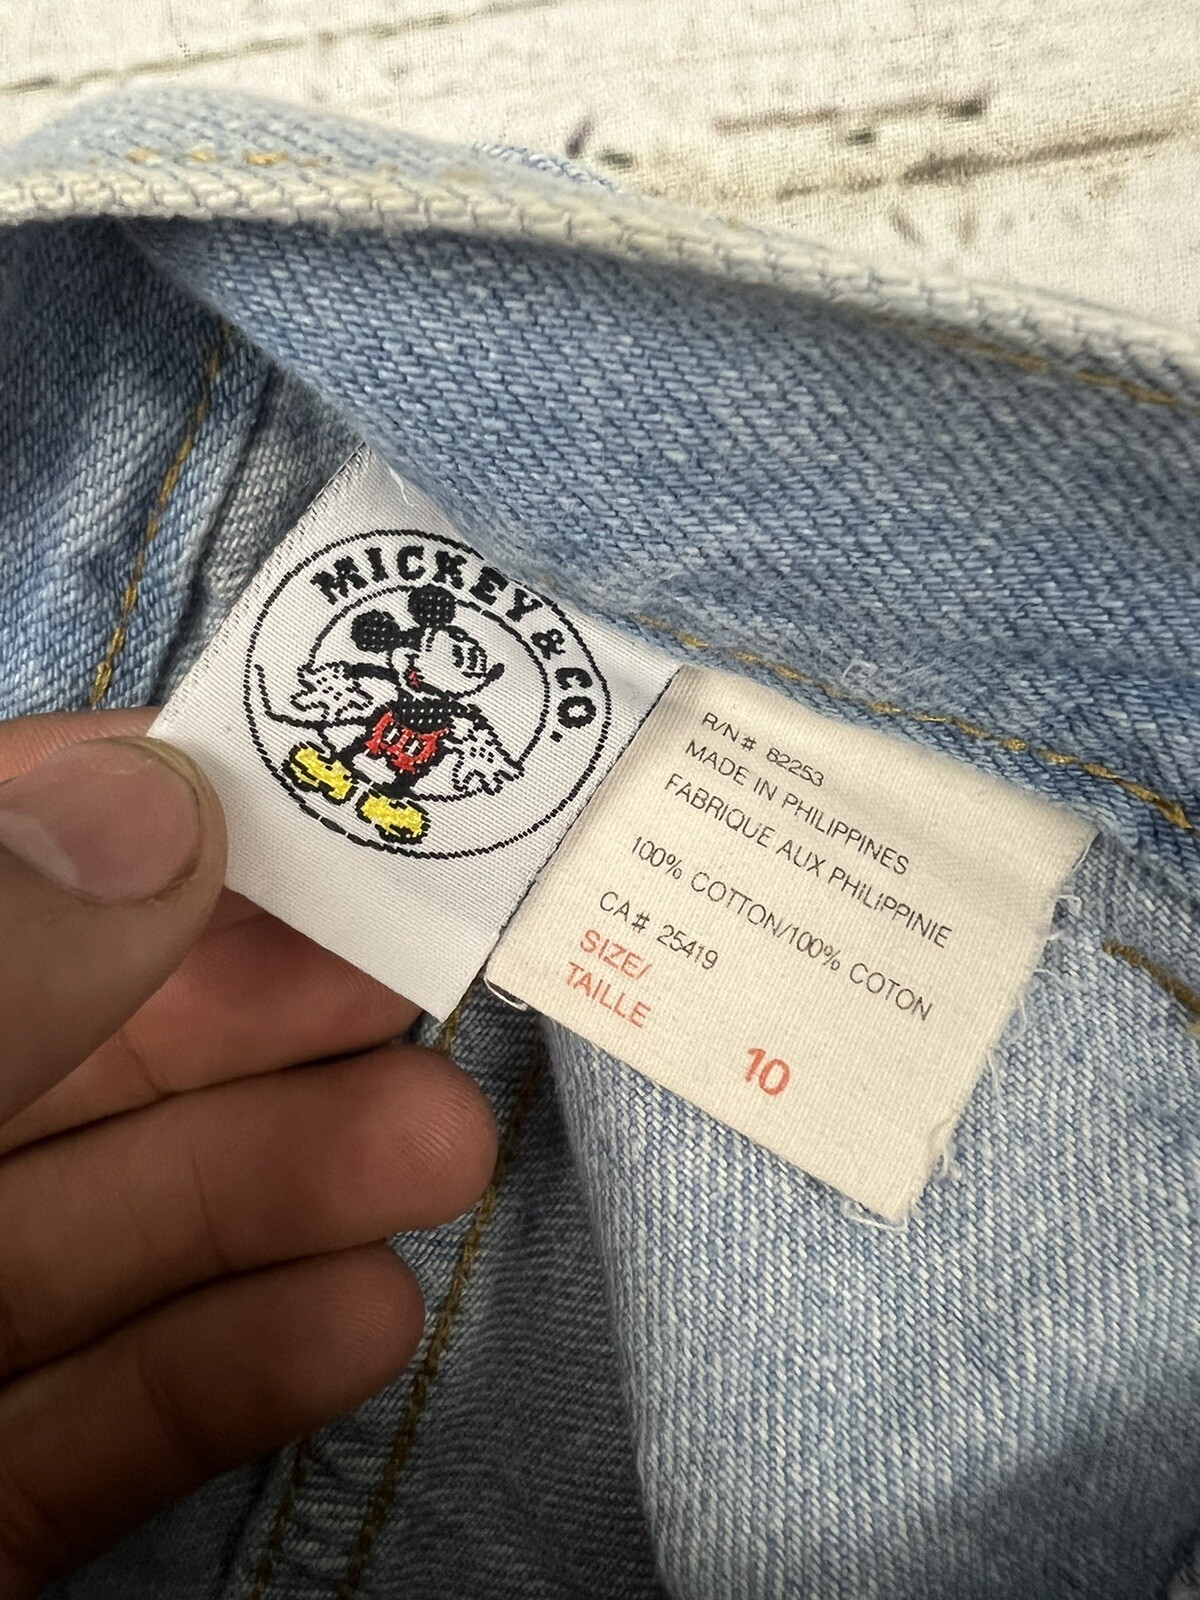 MICKEY & CO.
R/N # 82253
MADE IN PHILIPPINES
FABRIQUE AUX PHILIPPINIE
100% COTTON/100% COTON
CA# 25419
SIZE/
TAILLE
10